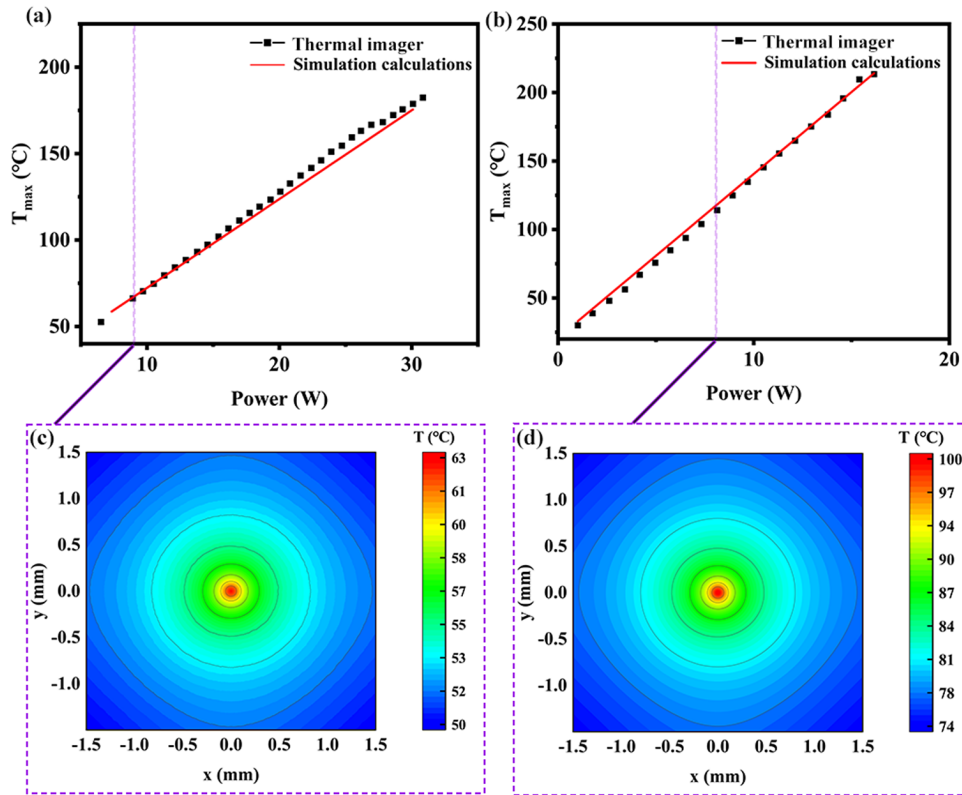 (a)
Thermal imager
Simulation calculations
200
150
100
50
T_max (℃)
10 20 30
Power (W)
(b)
Thermal imager
Simulation calculations
250
200
150
100
50
T_max (℃)
0 10 20
Power (W)
(c)
T (℃)
1.5
1.0
0.5
0.0
-0.5
-1.0
y (mm)
-1.5 -1.0 -0.5 0.0 0.5 1.0 1.5
x (mm)
63
61
60
58
57
55
53
52
50
(d)
T (℃)
1.5
1.0
0.5
0.0
-0.5
-1.0
y (mm)
-1.5 -1.0 -0.5 0.0 0.5 1.0 1.5
x (mm)
100
97
94
90
87
84
81
78
74